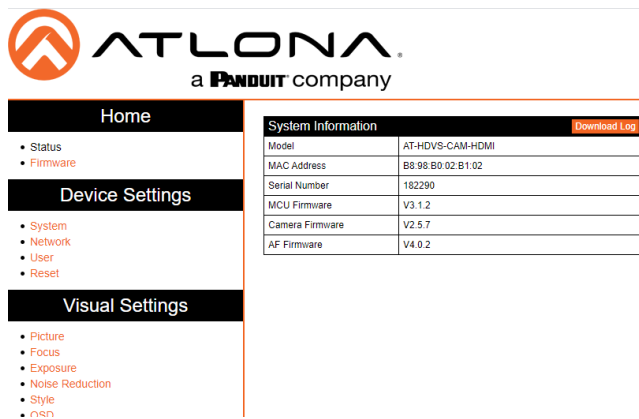 ATLONA.
a PANDUIT company
Home
Status
Firmware
Device Settings
System
Network
User
Reset
Visual Settings
Picture
Focus
Exposure
Noise Reduction
Style
OSD
System Information Download Log
Model AT-HDVS-CAM-HDMI
MAC Address B8:98:B0:02:B1:02
Serial Number 182290
MCU Firmware V3.1.2
Camera Firmware V2.5.7
AF Firmware V4.0.2